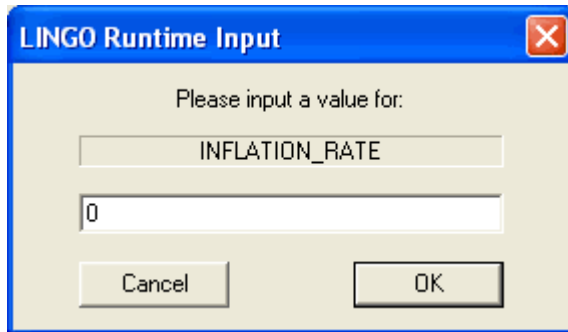 LINGO Runtime Input
Please input a value for:
INFLATION_RATE
0
Cancel OK